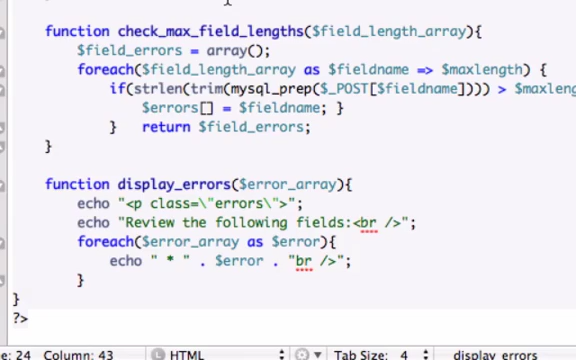 function check_max_field_lengths($field_length_array){
$field_errors = array();
foreach($field_length_array as $fieldname => $maxlength) {
if(strlen(trim(mysql_prep($_POST[$fieldname]))) > $maxleng
$errors[] = $fieldname; }
} return $field_errors;
}
function display_errors($error_array){
echo "<p class=\"errors\">";
echo "Review the following fields:<br />";
foreach($error_array as $error){
echo " * " . $error . "br />";
}
}
?>
e: 24 Column: 43 L HTML Tab Size: 4 display_errors